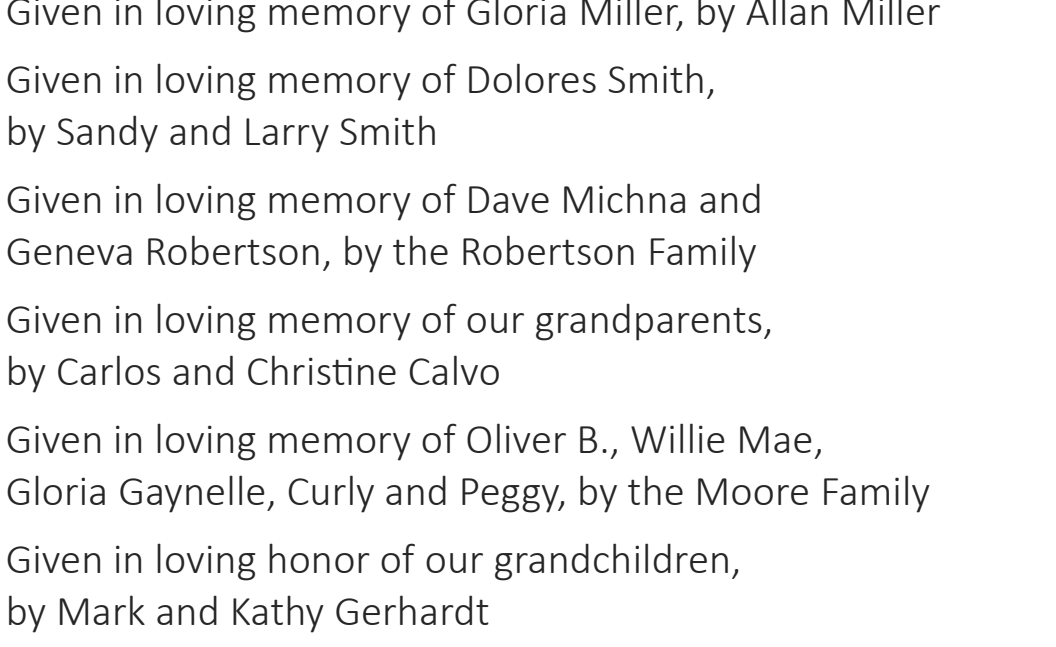 Given in loving memory of Gloria Miller, by Allan Miller
Given in loving memory of Dolores Smith,
by Sandy and Larry Smith
Given in loving memory of Dave Michna and
Geneva Robertson, by the Robertson Family
Given in loving memory of our grandparents,
by Carlos and Christine Calvo
Given in loving memory of Oliver B., Willie Mae,
Gloria Gaynelle, Curly and Peggy, by the Moore Family
Given in loving honor of our grandchildren,
by Mark and Kathy Gerhardt